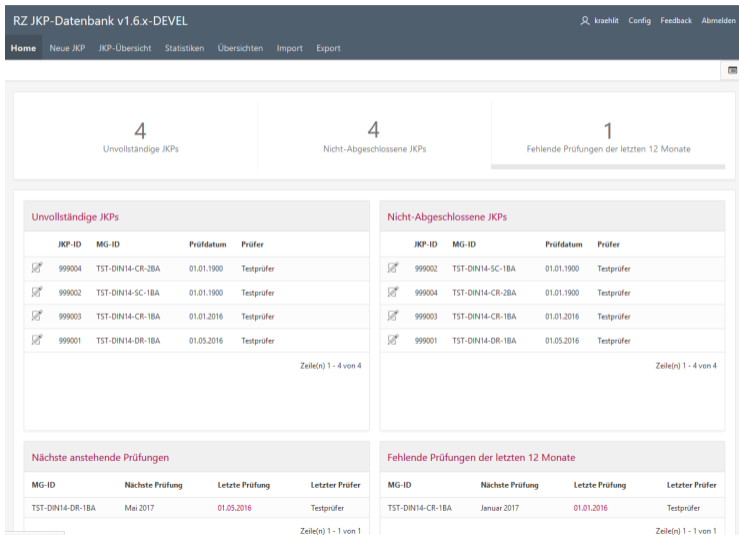 RZ JKP-Datenbank v1.6.x-DEVEL
kraehlit Config Feedback Abmelden
Home Neue JKP JKP-Übersicht Statistiken Übersichten Import Export
4
Unvollständige JKPs
4
Nicht-Abgeschlossene JKPs
1
Fehlende Prüfungen der letzten 12 Monate
Unvollständige JKPs
JKP-ID MG-ID Prüfdatum Prüfer
999004 TST-DIN14-CR-2BA 01.01.1900 Testprüfer
999002 TST-DIN14-SC-1BA 01.01.1900 Testprüfer
999003 TST-DIN14-CR-1BA 01.01.2016 Testprüfer
999001 TST-DIN14-DR-1BA 01.05.2016 Testprüfer
Zeile(n) 1 - 4 von 4
Nicht-Abgeschlossene JKPs
JKP-ID MG-ID Prüfdatum Prüfer
999002 TST-DIN14-SC-1BA 01.01.1900 Testprüfer
999004 TST-DIN14-CR-2BA 01.01.1900 Testprüfer
999003 TST-DIN14-CR-1BA 01.01.2016 Testprüfer
999001 TST-DIN14-DR-1BA 01.05.2016 Testprüfer
Zeile(n) 1 - 4 von 4
Nächste anstehende Prüfungen
MG-ID Nächste Prüfung Letzte Prüfung Letzter Prüfer
TST-DIN14-DR-1BA Mai 2017 01.05.2016 Testprüfer
Zeile(n) 1 - 1 von 1
Fehlende Prüfungen der letzten 12 Monate
MG-ID Nächste Prüfung Letzte Prüfung Letzter Prüfer
TST-DIN14-CR-1BA Januar 2017 01.01.2016 Testprüfer
Zeile(n) 1 - 1 von 1